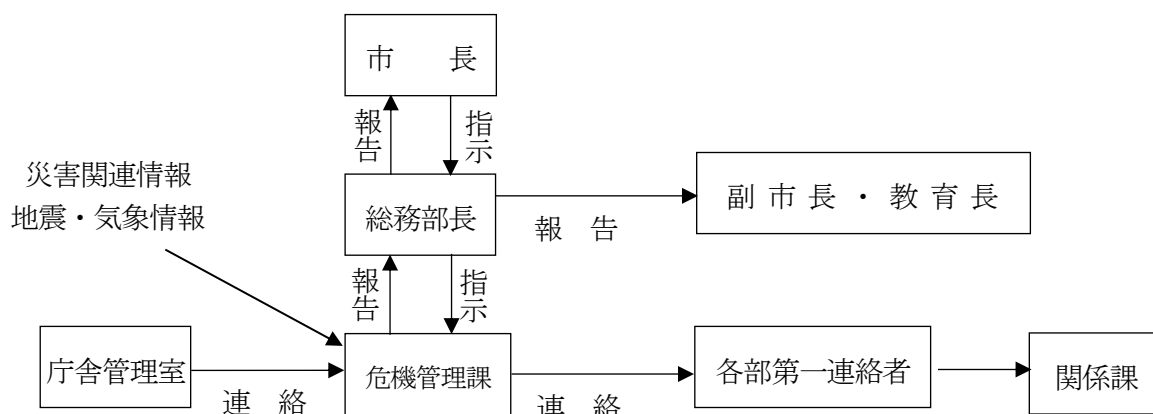 市　長
報告
指示
災害関連情報
地震・気象情報
総務部長
報　告
副市長・教育長
報告
指示
庁舎管理室
連　絡
危機管理課
連　絡
各部第一連絡者
関係課